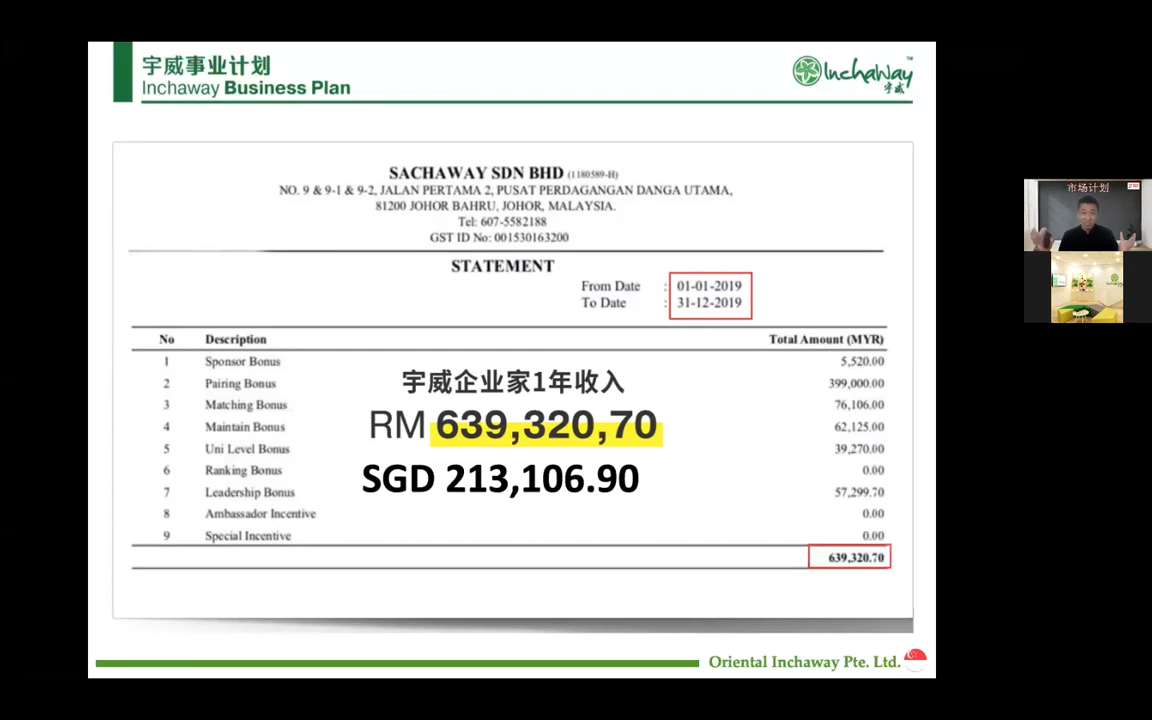 宇威事业计划
Inchaway Business Plan
Inchaway™
宇威
SACHAWAY SDN BHD (1180589-H)
NO. 9 & 9-1 & 9-2, JALAN PERTAMA 2, PUSAT PERDAGANGAN DANGA UTAMA,
81200 JOHOR BAHRU, JOHOR, MALAYSIA.
Tel: 607-5582188
GST ID No: 001530163200
STATEMENT
From Date : 01-01-2019
To Date : 31-12-2019
No Description Total Amount (MYR)
1 Sponsor Bonus 5,520.00
2 Pairing Bonus 399,000.00
3 Matching Bonus 76,106.00
4 Maintain Bonus 62,125.00
5 Uni Level Bonus 39,270.00
6 Ranking Bonus 0.00
7 Leadership Bonus 57,299.70
8 Ambassador Incentive 0.00
9 Special Incentive 0.00
639,320.70
宇威企业家1年收入
RM 639,320,70
SGD 213,106.90
Oriental Inchaway Pte. Ltd.
市场计划